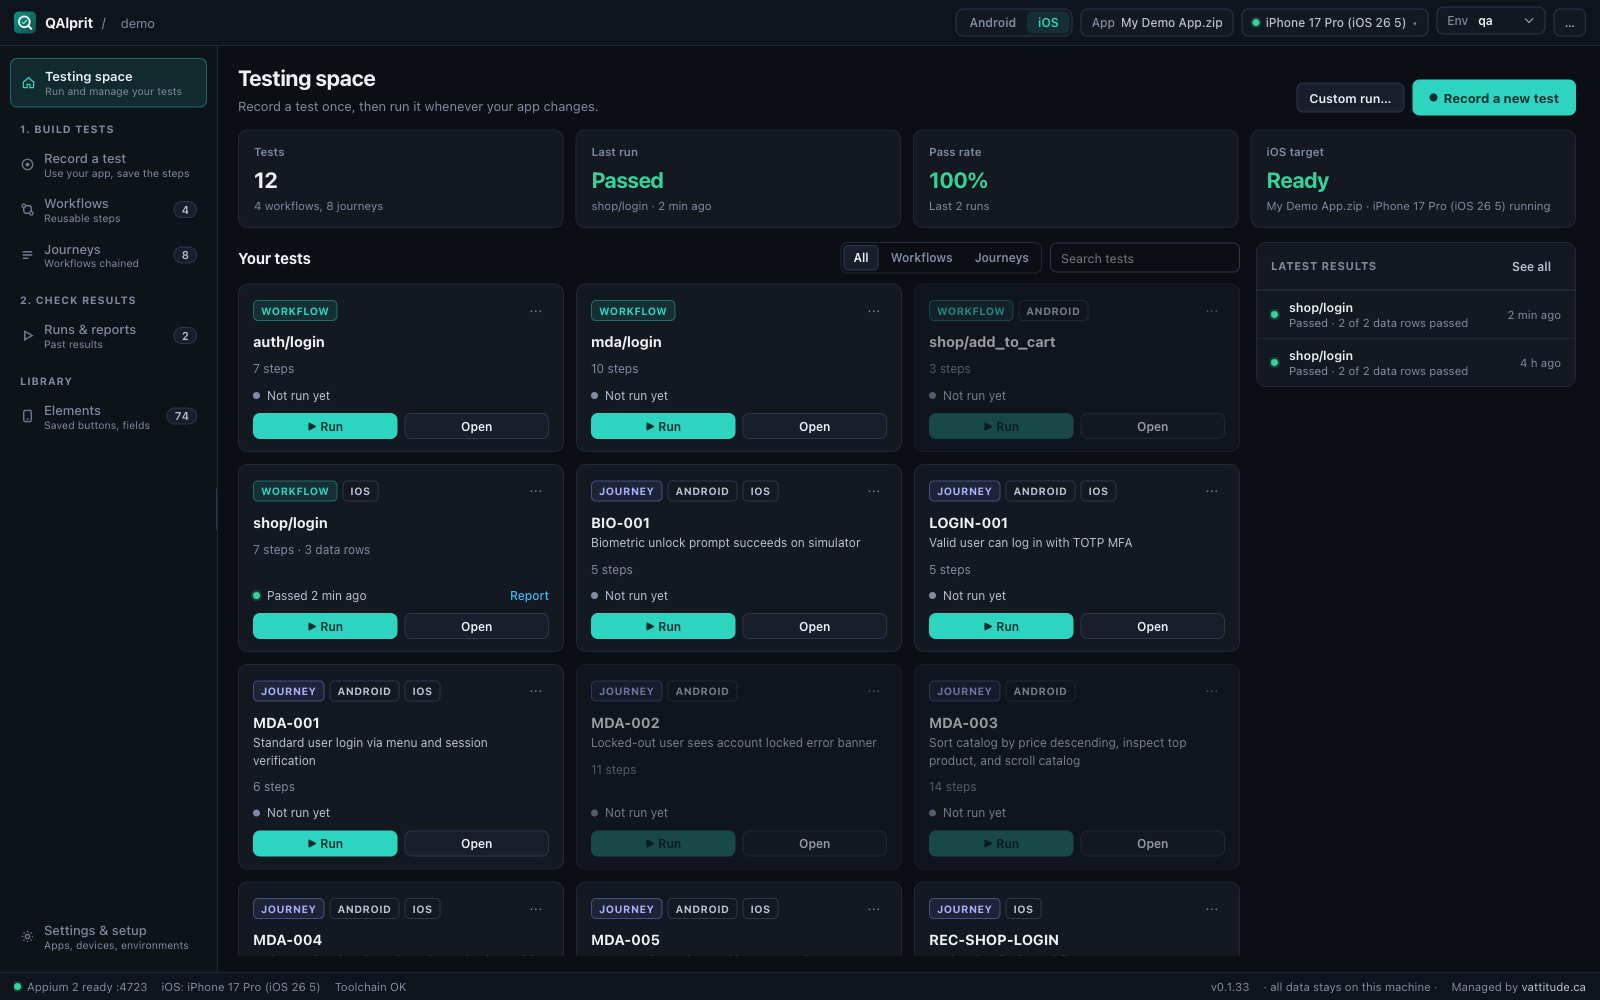 QAlprit / demo
Android iOS
App My Demo App.zip
iPhone 17 Pro (iOS 26 5)
Env qa
...
Testing space
Run and manage your tests
1. BUILD TESTS
Record a test
Use your app, save the steps
Workflows
Reusable steps
4
Journeys
Workflows chained
8
2. CHECK RESULTS
Runs & reports
Past results
2
LIBRARY
Elements
Saved buttons, fields
74
Settings & setup
Apps, devices, environments
Testing space
Record a test once, then run it whenever your app changes.
Custom run...
Record a new test
Tests
12
4 workflows, 8 journeys
Last run
Passed
shop/login · 2 min ago
Pass rate
100%
Last 2 runs
iOS target
Ready
My Demo App.zip · iPhone 17 Pro (iOS 26 5) running
Your tests
All Workflows Journeys
Search tests
WORKFLOW
auth/login
7 steps
Not run yet
Run Open
WORKFLOW
mda/login
10 steps
Not run yet
Run Open
WORKFLOW ANDROID
shop/add_to_cart
3 steps
Not run yet
Run Open
WORKFLOW IOS
shop/login
7 steps · 3 data rows
Passed 2 min ago Report
Run Open
JOURNEY ANDROID IOS
BIO-001
Biometric unlock prompt succeeds on simulator
5 steps
Not run yet
Run Open
JOURNEY ANDROID IOS
LOGIN-001
Valid user can log in with TOTP MFA
5 steps
Not run yet
Run Open
JOURNEY ANDROID IOS
MDA-001
Standard user login via menu and session
verification
6 steps
Not run yet
Run Open
JOURNEY ANDROID
MDA-002
Locked-out user sees account locked error banner
11 steps
Not run yet
Run Open
JOURNEY ANDROID
MDA-003
Sort catalog by price descending, inspect top
product, and scroll catalog
14 steps
Not run yet
Run Open
JOURNEY ANDROID IOS
MDA-004
JOURNEY ANDROID IOS
MDA-005
JOURNEY IOS
REC-SHOP-LOGIN
LATEST RESULTS See all
shop/login
Passed · 2 of 2 data rows passed
2 min ago
shop/login
Passed · 2 of 2 data rows passed
4 h ago
Appium 2 ready :4723 iOS: iPhone 17 Pro (iOS 26 5) Toolchain OK
v0.1.33 · all data stays on this machine · Managed by vattitude.ca